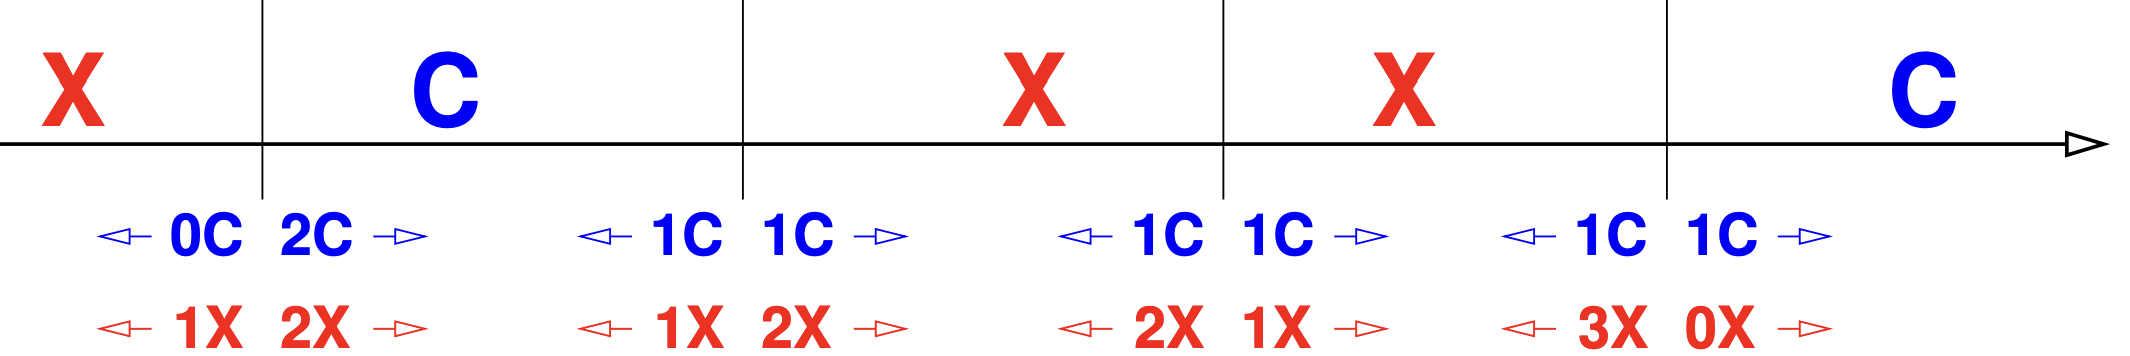 X C X X C
0C 2C 1C 1C 1C 1C 1C 1C
1X 2X 1X 2X 2X 1X 3X 0X